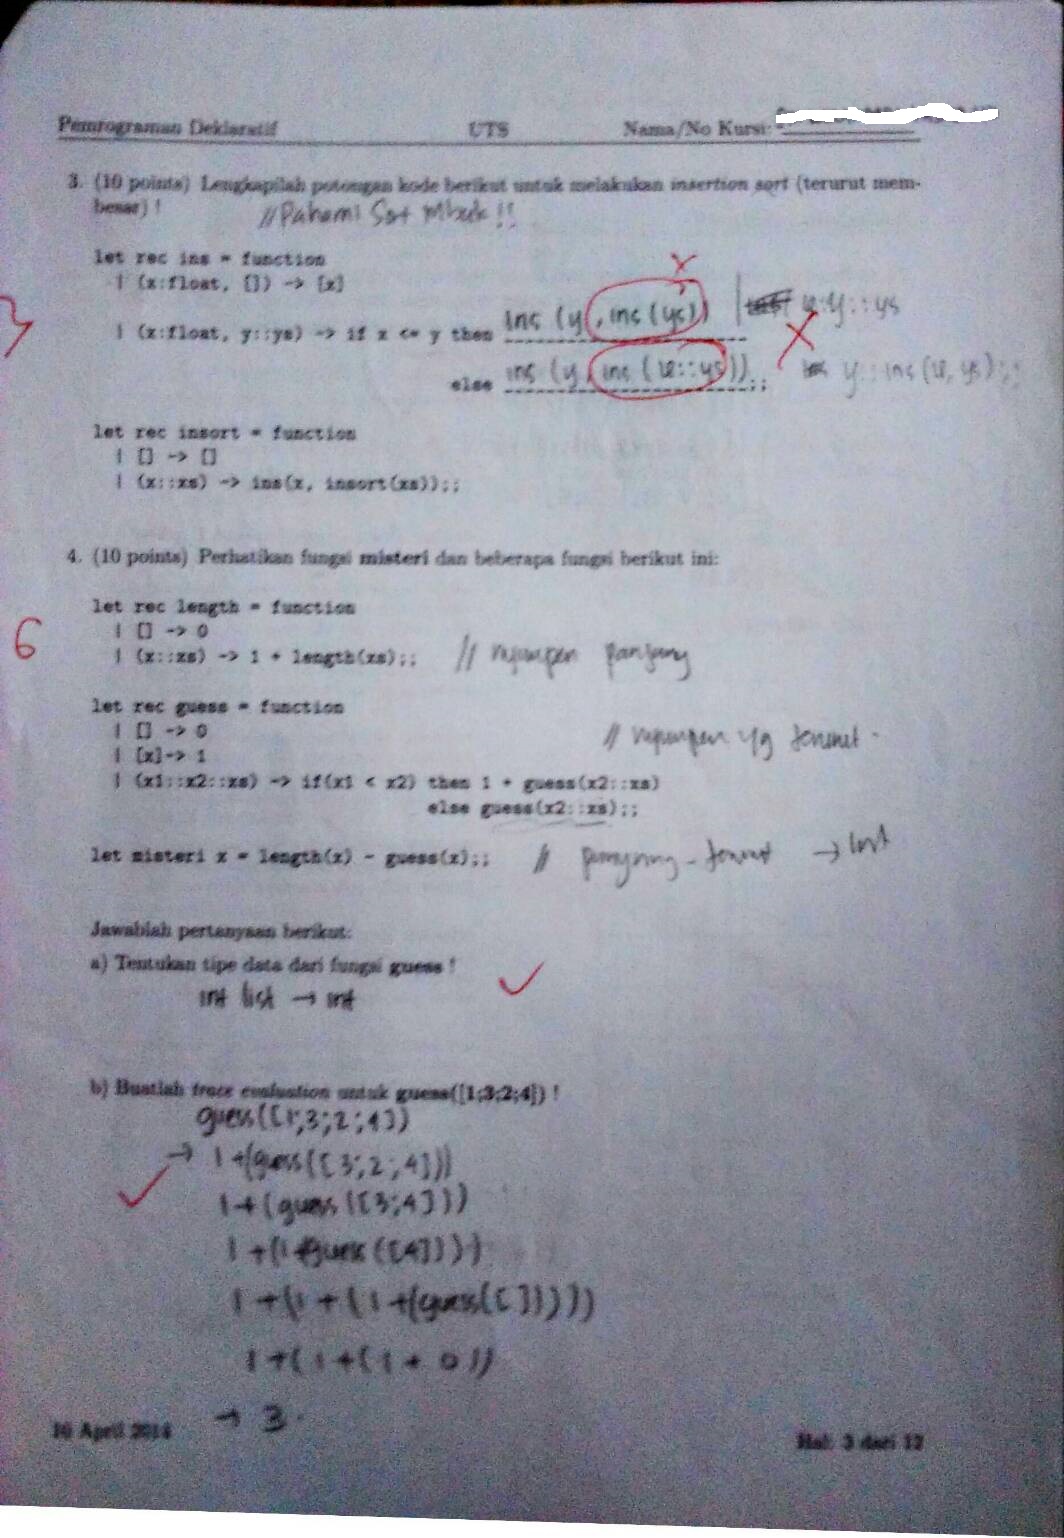 Pemrograman Deklaratif UTS Nama/No Kursi:
3. (10 points) Lengkapilah potongan kode berikut untuk melakukan insertion sort (terurut mem-
besar) ! //Pahami Sort Mbak !!
let rec ins = function
| (x:float, []) -> [x]
| (x:float, y::ys) -> if x <= y then ins (y, ins (ys)) | x::y::ys
else ins (y, ins (x::ys));; y::ins(x, ys);;
let rec insort = function
| [] -> []
| (x::xs) -> ins(x, insort(xs));;
4. (10 points) Perhatikan fungsi misteri dan beberapa fungsi berikut ini:
6
let rec length = function
| [] -> 0
| (x::xs) -> 1 + length(xs);; // nyimpen panjang
let rec guess = function
| [] -> 0
| [x]-> 1 // nyimpen yg terurut
| (x1::x2::xs) -> if(x1 < x2) then 1 + guess(x2::xs)
else guess(x2::xs);;
let misteri x = length(x) - guess(x);; // panjang - terurut →
Jawablah pertanyaan berikut:
a) Tentukan tipe data dari fungsi guess !
int list → int
b) Buatlah trace evaluation untuk guess([1;3;2;4]) !
guess([1;3;2;4])
→ 1+(guess([3;2;4]))
1+(guess([3;4]))
1+(1+guess([4])))
1+(1+(1+(guess([]))))
1+(1+(1+0))
→ 3.
16 April 2014 Hal: 3 dari 12